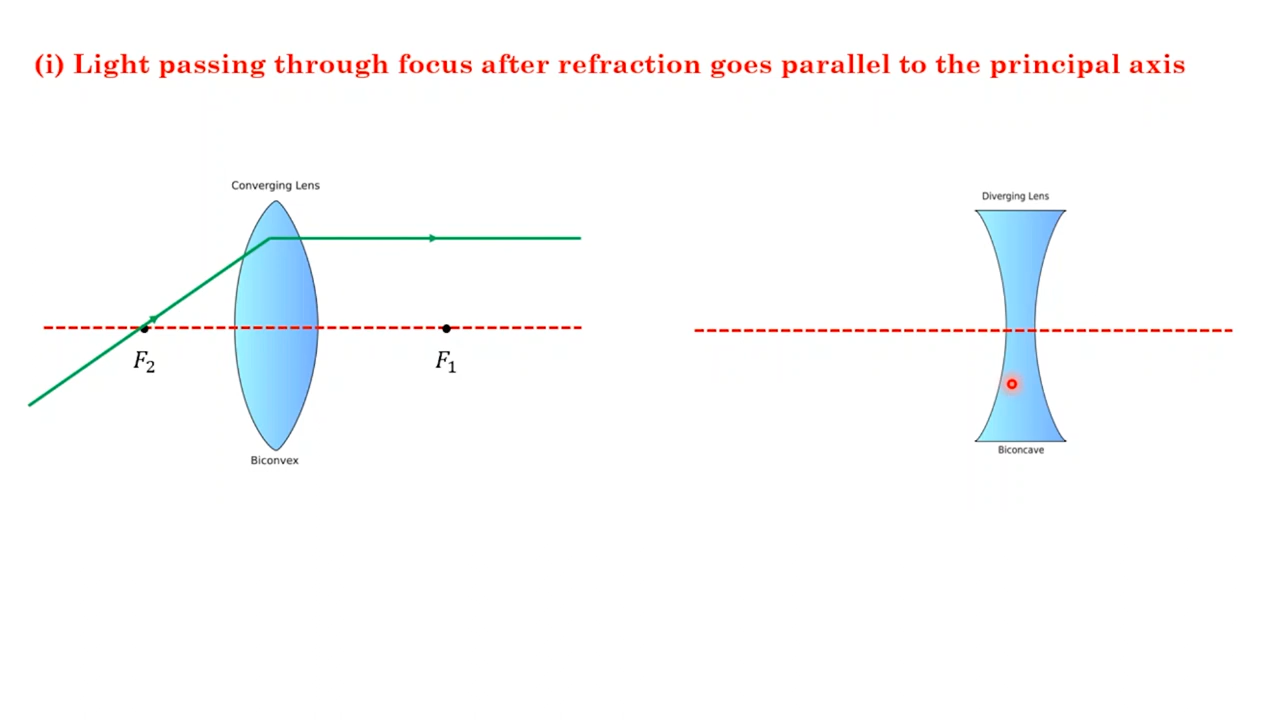 (i) Light passing through focus after refraction goes parallel to the principal axis
Converging Lens
F₂
F₁
Biconvex
Diverging Lens
Biconcave